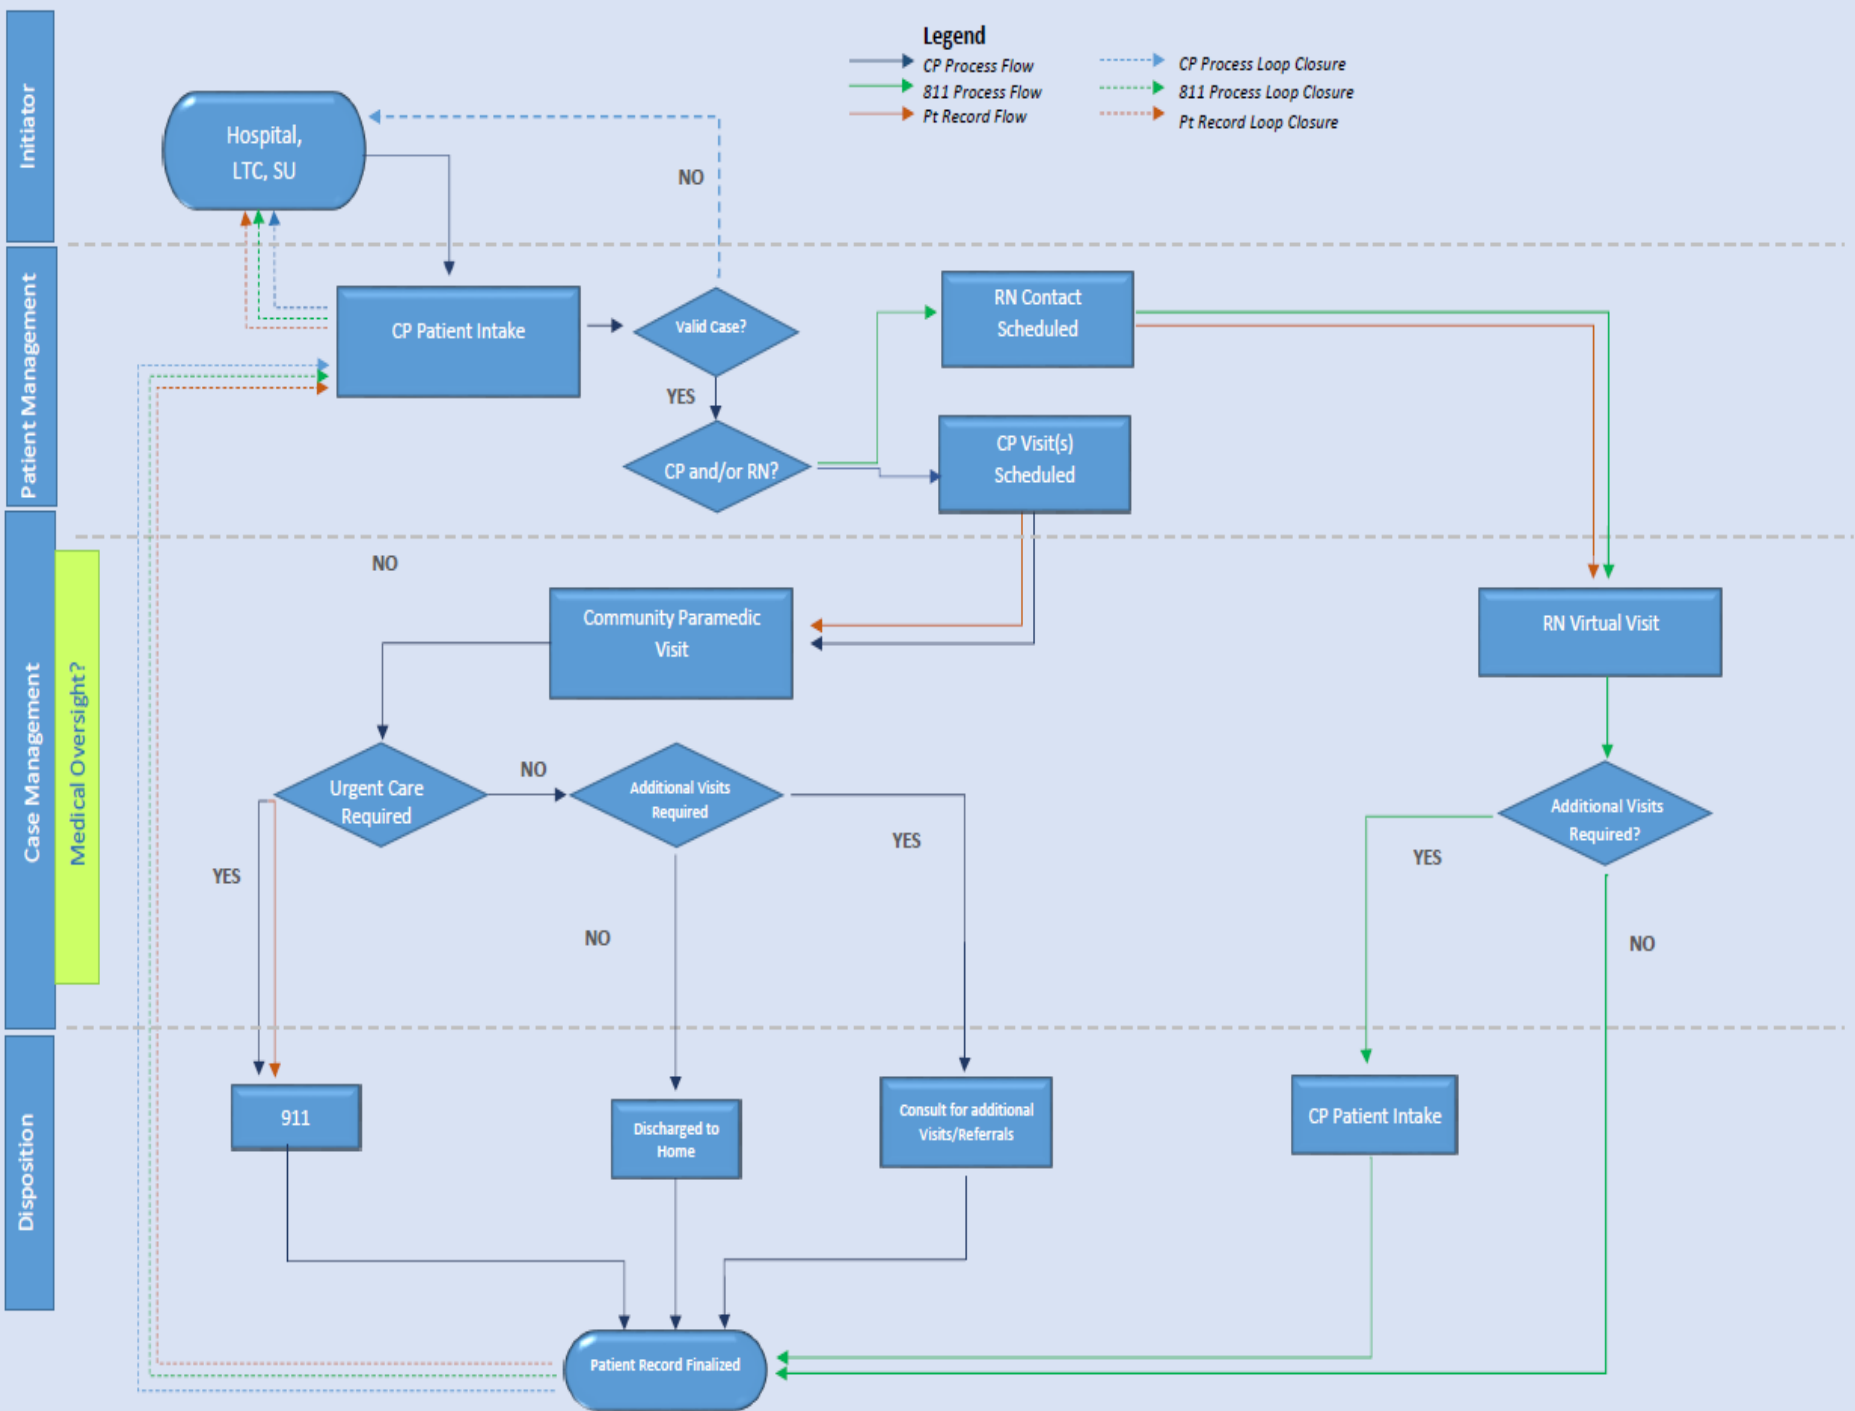 Legend
CP Process Flow
CP Process Loop Closure
811 Process Flow
811 Process Loop Closure
Pt Record Flow
Pt Record Loop Closure
Initiator
Hospital,
LTC, SU
NO
Patient Management
CP Patient Intake
Valid Case?
RN Contact
Scheduled
YES
CP and/or RN?
CP Visit(s)
Scheduled
Case Management
Medical Oversight?
NO
Community Paramedic
Visit
RN Virtual Visit
Urgent Care
Required
NO
Additional Visits
Required
Additional Visits
Required?
YES
YES
YES
NO
NO
Disposition
911
Discharged to
Home
Consult for additional
Visits/Referrals
CP Patient Intake
Patient Record Finalized